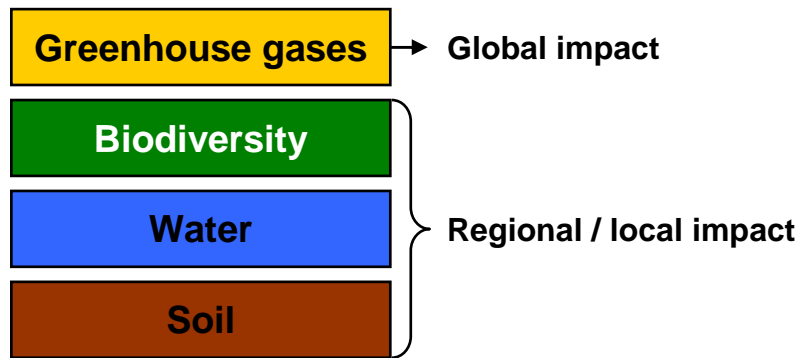 Greenhouse gases
Global impact
Biodiversity
Water
Regional / local impact
Soil